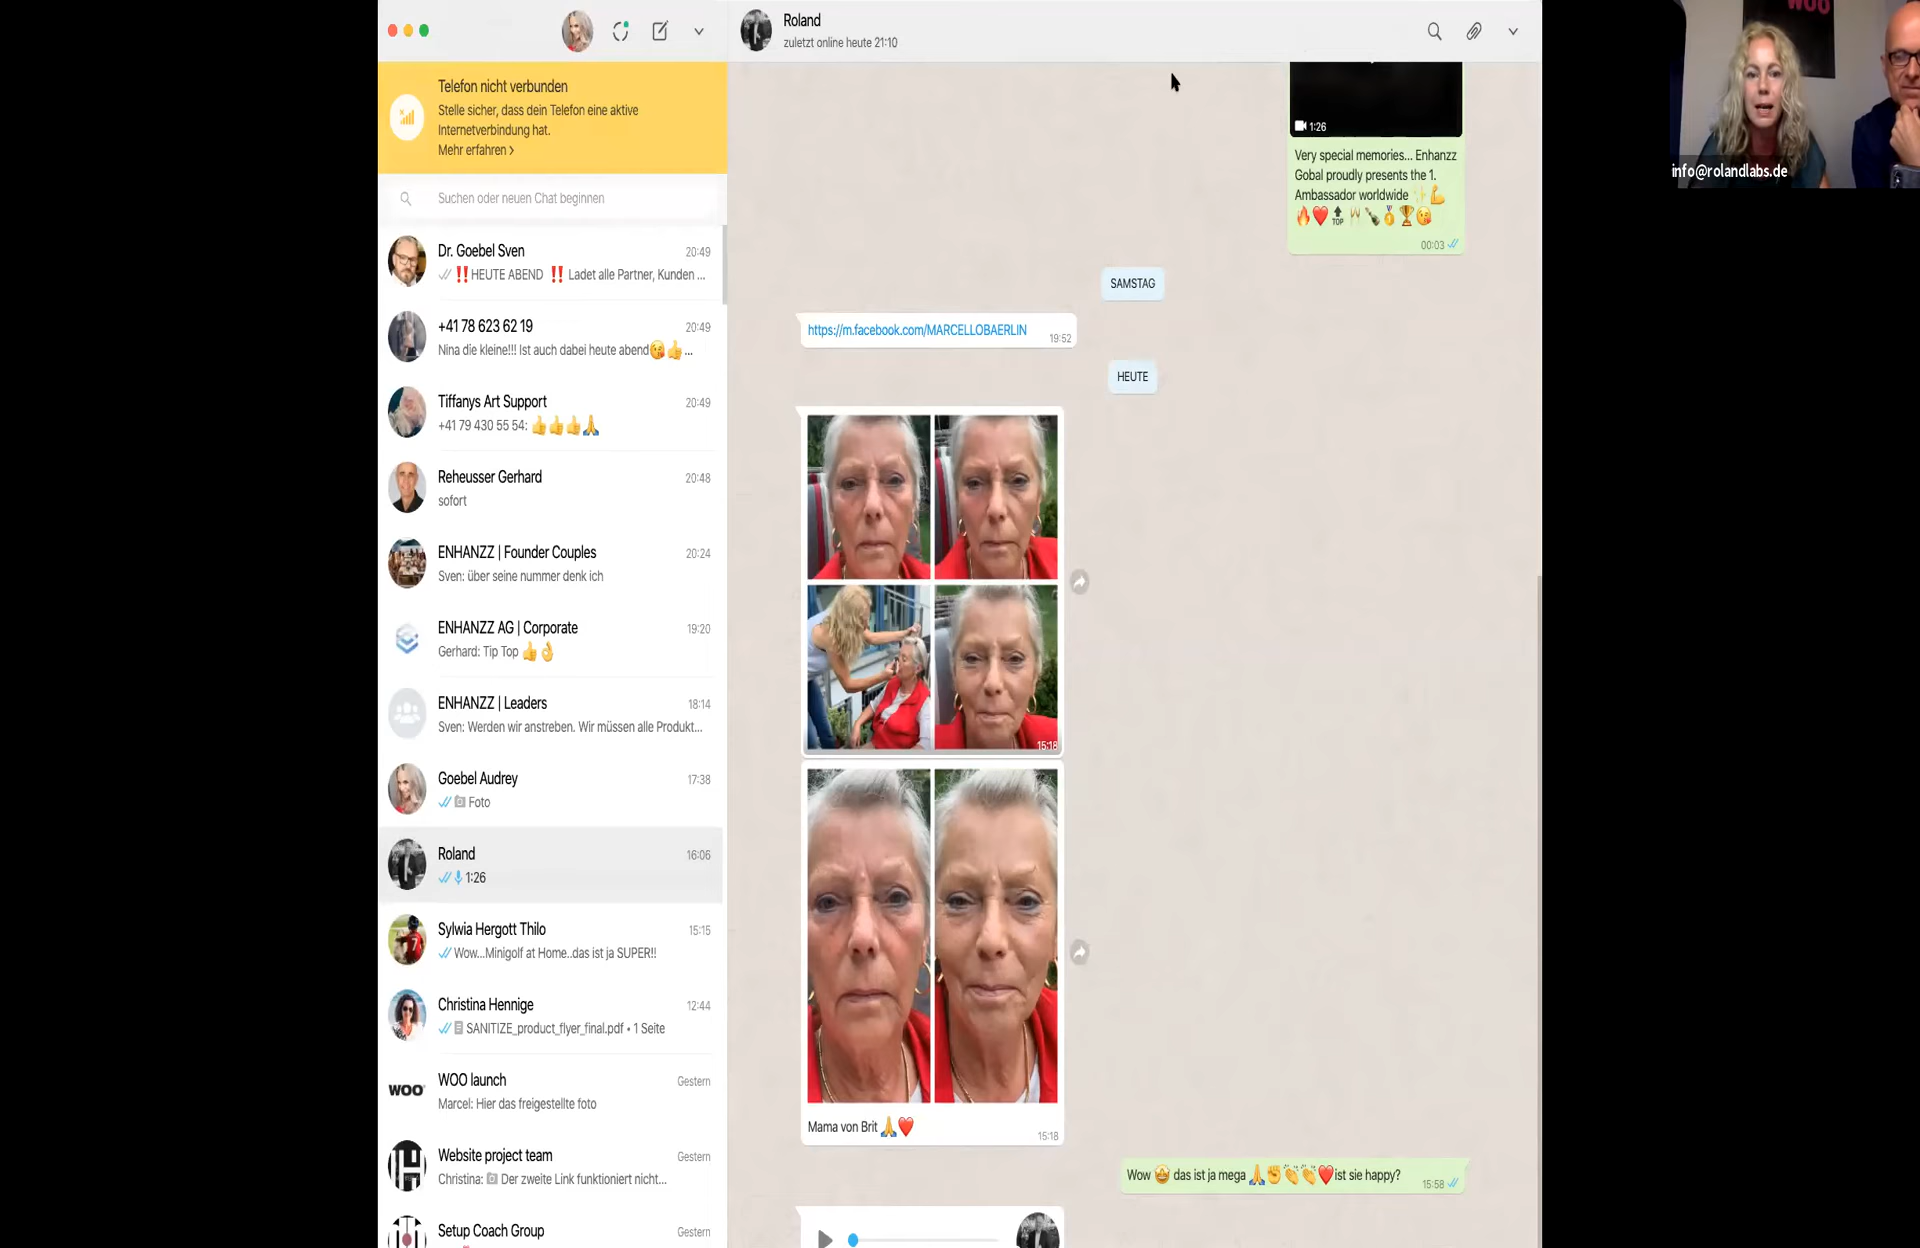 Roland
zuletzt online heute 21:10
Telefon nicht verbunden
Stelle sicher, dass dein Telefon eine aktive
Internetverbindung hat.
Mehr erfahren >
Suchen oder neuen Chat beginnen
Dr. Goebel Sven 20:49
‼️HEUTE ABEND ‼️ Ladet alle Partner, Kunden ...
+41 78 623 62 19 20:49
Nina die kleine!!! Ist auch dabei heute abend😘👍...
Tiffanys Art Support 20:49
+41 79 430 55 54: 👍👍👍🙏
Reheusser Gerhard 20:48
sofort
ENHANZZ | Founder Couples 20:24
Sven: über seine nummer denk ich
ENHANZZ AG | Corporate 19:20
Gerhard: Tip Top 👍👌
ENHANZZ | Leaders 18:14
Sven: Werden wir anstreben. Wir müssen alle Produkt...
Goebel Audrey 17:38
Foto
Roland 16:06
1:26
Sylwia Hergott Thilo 15:15
Wow...Minigolf at Home..das ist ja SUPER!!
Christina Hennige 12:44
SANITIZE_product_flyer_final.pdf • 1 Seite
WOO
WOO launch Gestern
Marcel: Hier das freigestellte foto
Website project team Gestern
Christina: Der zweite Link funktioniert nicht...
Setup Coach Group Gestern
1:26
Very special memories... Enhanzz
Gobal proudly presents the 1.
Ambassador worldwide ✨💪
🔥❤️🔝🥂🍾🏅🏆😘
00:03
SAMSTAG
https://m.facebook.com/MARCELLOBAERLIN 19:52
HEUTE
15:18
Mama von Brit 🙏❤️
15:18
Wow 🤩 das ist ja mega 🙏✊👏👏❤️ist sie happy? 15:58
WOO
info@rolandlabs.de